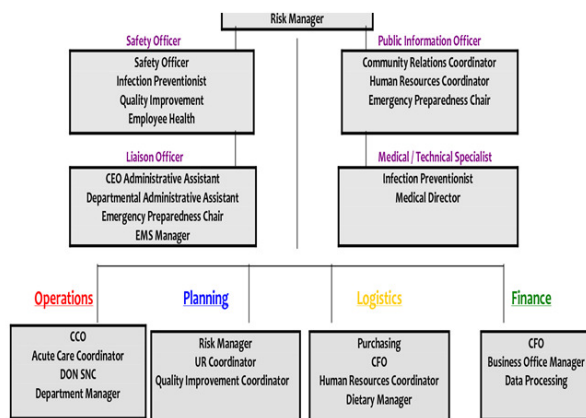 Risk Manager
Safety Officer
Safety Officer
Infection Preventionist
Quality Improvement
Employee Health
Public Information Officer
Community Relations Coordinator
Human Resources Coordinator
Emergency Preparedness Chair
Liaison Officer
CEO Administrative Assistant
Departmental Administrative Assistant
Emergency Preparedness Chair
EMS Manager
Medical / Technical Specialist
Infection Preventionist
Medical Director
Operations
CCO
Acute Care Coordinator
DON SNC
Department Manager
Planning
Risk Manager
UR Coordinator
Quality Improvement Coordinator
Logistics
Purchasing
CFO
Human Resources Coordinator
Dietary Manager
Finance
CFO
Business Office Manager
Data Processing